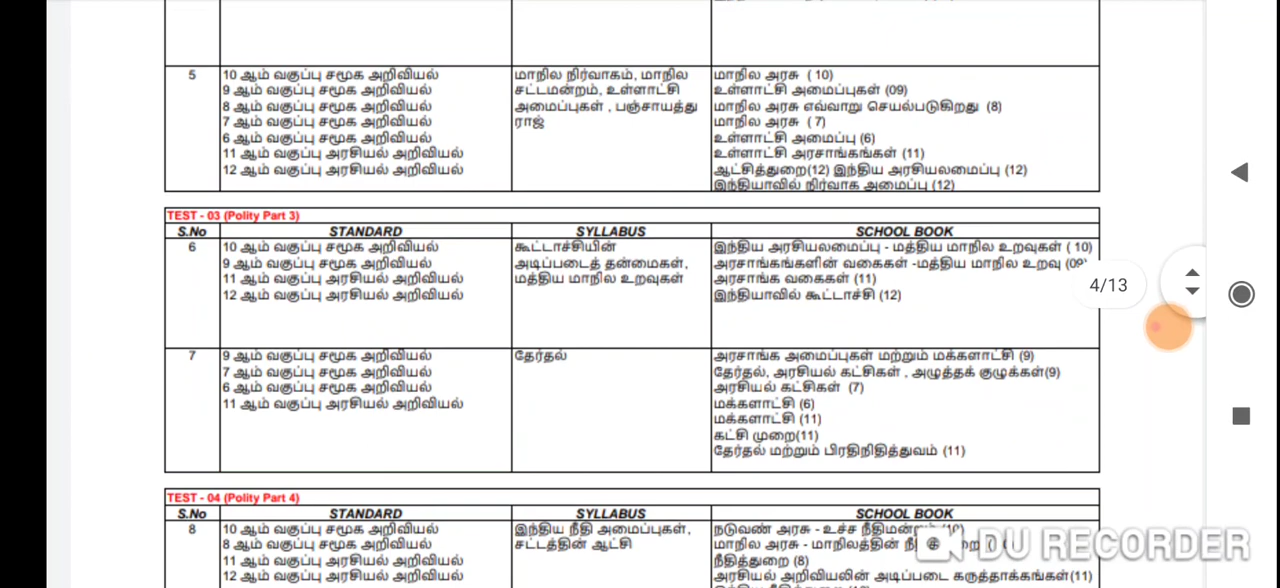 5
10 ஆம் வகுப்பு சமூக அறிவியல்
9 ஆம் வகுப்பு சமூக அறிவியல்
8 ஆம் வகுப்பு சமூக அறிவியல்
7 ஆம் வகுப்பு சமூக அறிவியல்
6 ஆம் வகுப்பு சமூக அறிவியல்
11 ஆம் வகுப்பு அரசியல் அறிவியல்
12 ஆம் வகுப்பு அரசியல் அறிவியல்
மாநில நிர்வாகம், மாநில
சட்டமன்றம், உள்ளாட்சி
அமைப்புகள் , பஞ்சாயத்து
ராஜ்
மாநில அரசு ( 10)
உள்ளாட்சி அமைப்புகள் (09)
மாநில அரசு எவ்வாறு செயல்படுகிறது (8)
மாநில அரசு ( 7)
உள்ளாட்சி அமைப்பு (6)
உள்ளாட்சி அரசாங்கங்கள் (11)
ஆட்சித்துறை(12) இந்திய அரசியலமைப்பு (12)
இந்தியாவில் நிர்வாக அமைப்பு (12)
TEST - 03 (Polity Part 3)
S.No STANDARD SYLLABUS SCHOOL BOOK
6
10 ஆம் வகுப்பு சமூக அறிவியல்
9 ஆம் வகுப்பு சமூக அறிவியல்
11 ஆம் வகுப்பு அரசியல் அறிவியல்
12 ஆம் வகுப்பு அரசியல் அறிவியல்
கூட்டாச்சியின்
அடிப்படைத் தன்மைகள்,
மத்திய மாநில உறவுகள்
இந்திய அரசியலமைப்பு - மத்திய மாநில உறவுகள் ( 10)
அரசாங்கங்களின் வகைகள் -மத்திய மாநில உறவு (09)
அரசாங்க வகைகள் (11)
இந்தியாவில் கூட்டாச்சி (12)
4/13
7
9 ஆம் வகுப்பு சமூக அறிவியல்
7 ஆம் வகுப்பு சமூக அறிவியல்
6 ஆம் வகுப்பு சமூக அறிவியல்
11 ஆம் வகுப்பு அரசியல் அறிவியல்
தேர்தல்
அரசாங்க அமைப்புகள் மற்றும் மக்களாட்சி (9)
தேர்தல், அரசியல் கட்சிகள் , அழுத்தக் குழுக்கள்(9)
அரசியல் கட்சிகள் (7)
மக்களாட்சி (6)
மக்களாட்சி (11)
கட்சி முறை(11)
தேர்தல் மற்றும் பிரதிநிதித்துவம் (11)
TEST - 04 (Polity Part 4)
S.No STANDARD SYLLABUS SCHOOL BOOK
8
10 ஆம் வகுப்பு சமூக அறிவியல்
8 ஆம் வகுப்பு சமூக அறிவியல்
11 ஆம் வகுப்பு அரசியல் அறிவியல்
12 ஆம் வகுப்பு அரசியல் அறிவியல்
இந்திய நீதி அமைப்புகள்,
சட்டத்தின் ஆட்சி
நடுவண் அரசு - உச்ச நீதிமன்றம் (10)
மாநில அரசு - மாநிலத்தின்
நீதித்துறை (8)
அரசியல் அறிவியலின் அடிப்படை கருத்தாக்கங்கள்(11)
DU RECORDER